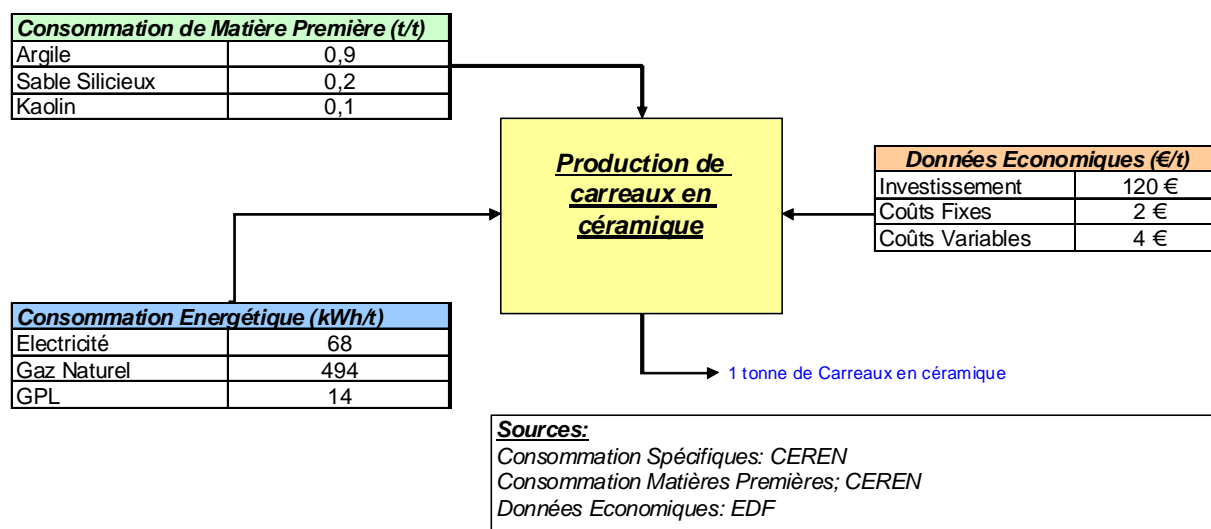 Consommation de Matière Première (t/t)
Argile 0,9
Sable Silicieux 0,2
Kaolin 0,1
Production de
carreaux en
céramique
Données Economiques (€/t)
Investissement 120 €
Coûts Fixes 2 €
Coûts Variables 4 €
Consommation Energétique (kWh/t)
Electricité 68
Gaz Naturel 494
GPL 14
1 tonne de Carreaux en céramique
Sources:
Consommation Spécifiques: CEREN
Consommation Matières Premières; CEREN
Données Economiques: EDF